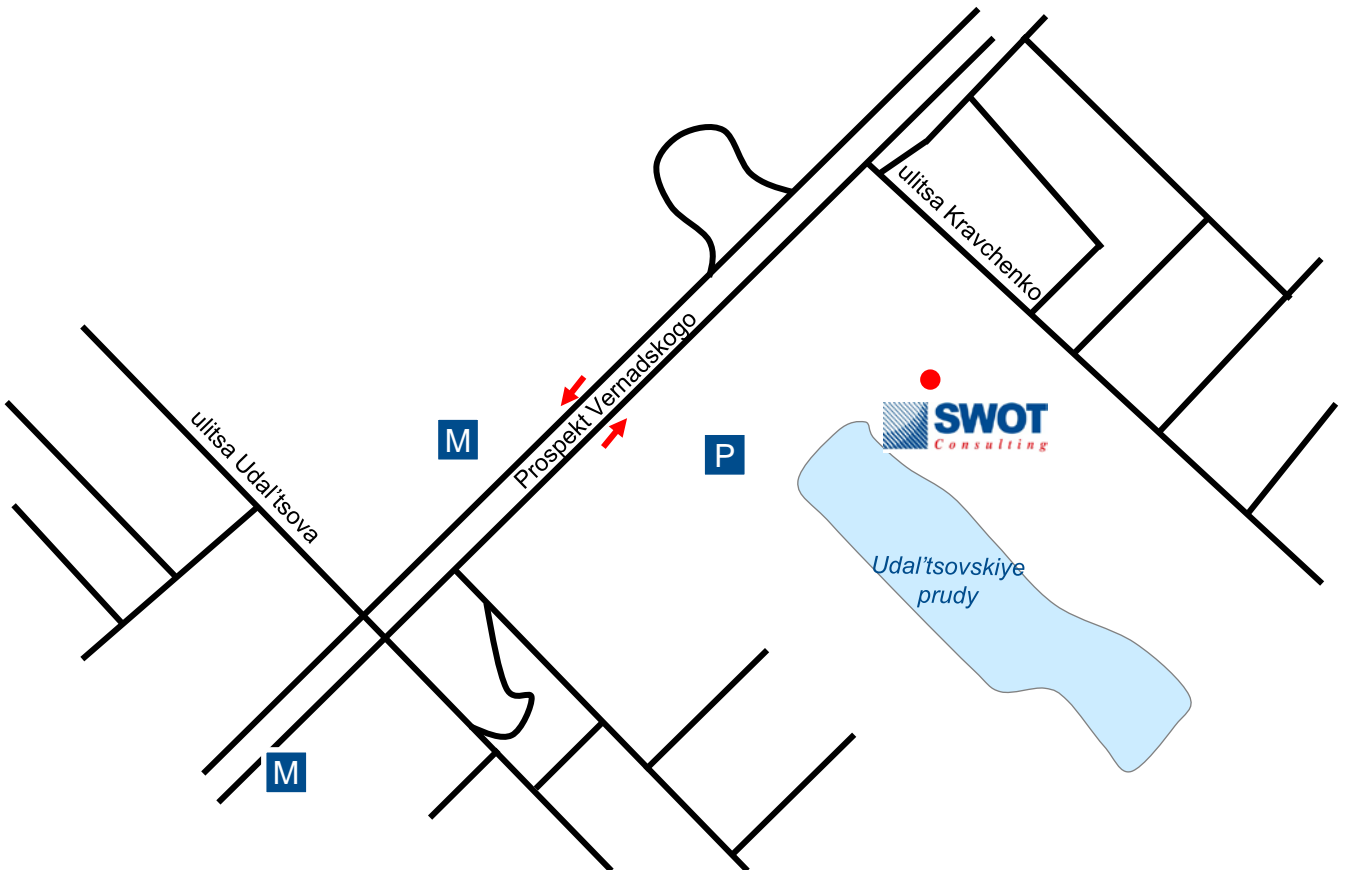 ulitsa Kravchenko
Prospekt Vernadskogo
SWOT
Consulting
M
ulitsa Udal'tsova
P
Udal'tsovskiye
prudy
M